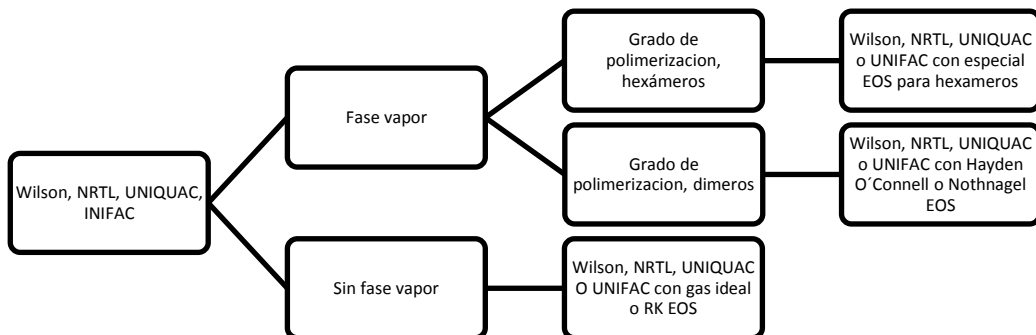 Wilson, NRTL, UNIQUAC,
INIFAC
Fase vapor
Grado de
polimerizacion,
hexámeros
Wilson, NRTL, UNIQUAC
o UNIFAC con especial
EOS para hexameros
Grado de
polimerizacion, dimeros
Wilson, NRTL, UNIQUAC
o UNIFAC con Hayden
O´Connell o Nothnagel
EOS
Sin fase vapor
Wilson, NRTL, UNIQUAC
O UNIFAC con gas ideal
o RK EOS